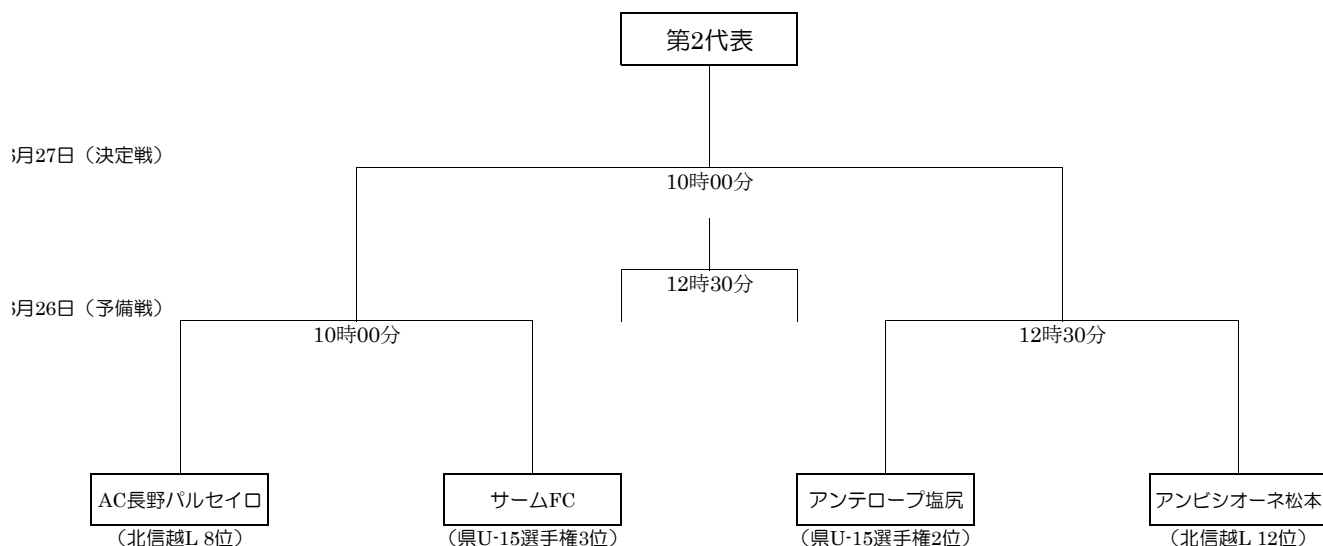 第2代表
月27日（決定戦）
10時00分
12時30分
月26日（予備戦）
10時00分
12時30分
AC長野パルセイロ
サームFC
アンテロープ塩尻
アンビシオーネ松本
（北信越L 8位）
（県U-15選手権3位）
（県U-15選手権2位）
（北信越L 12位）